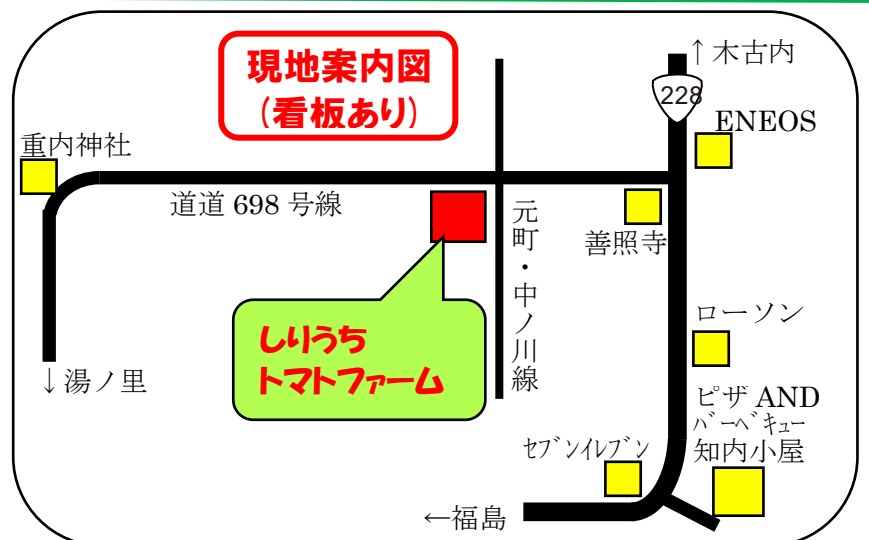 現地案内図
(看板あり)
↑木古内
228
ENEOS
重内神社
道道 698 号線
元町・中ノ川線
善照寺
しりうち
トマトファーム
ローソン
↓湯ノ里
ピザ AND
ﾊﾞｰﾍﾞｷｭｰ
知内小屋
ｾﾌﾞﾝｲﾚﾌﾞﾝ
←福島